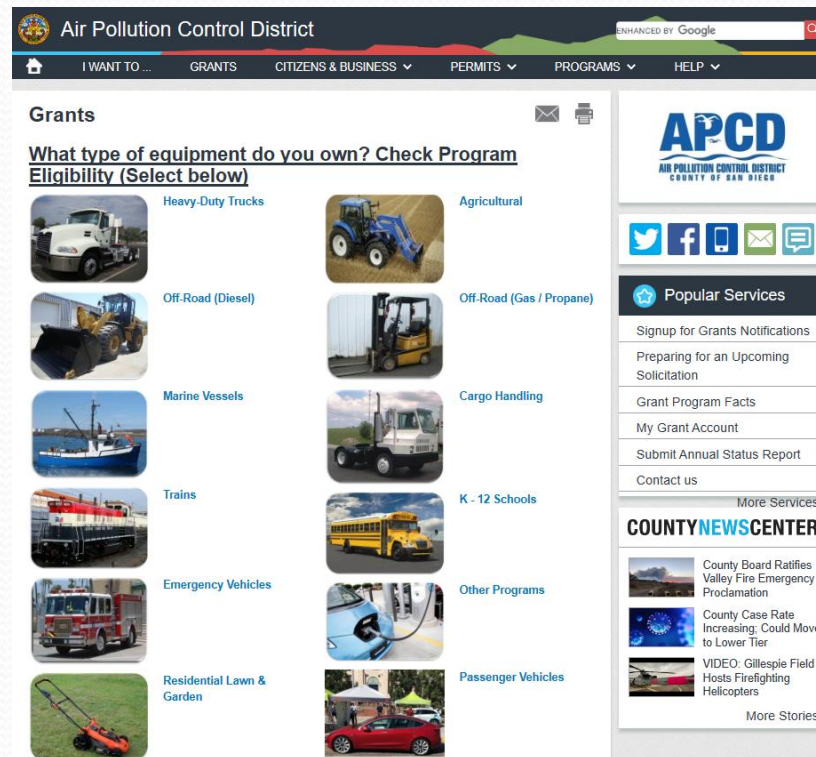 Air Pollution Control District
ENHANCED BY Google
I WANT TO ...
GRANTS
CITIZENS & BUSINESS
PERMITS
PROGRAMS
HELP
Grants
What type of equipment do you own? Check Program
Eligibility (Select below)
Heavy-Duty Trucks
Agricultural
Off-Road (Diesel)
Off-Road (Gas / Propane)
Marine Vessels
Cargo Handling
Trains
K - 12 Schools
Emergency Vehicles
Other Programs
Residential Lawn &
Garden
Passenger Vehicles
APCD
AIR POLLUTION CONTROL DISTRICT
COUNTY OF SAN DIEGO
Popular Services
Signup for Grants Notifications
Preparing for an Upcoming
Solicitation
Grant Program Facts
My Grant Account
Submit Annual Status Report
Contact us
More Services
COUNTYNEWSCENTER
County Board Ratifies
Valley Fire Emergency
Proclamation
County Case Rate
Increasing; Could Move
to Lower Tier
VIDEO: Gillespie Field
Hosts Firefighting
Helicopters
More Stories